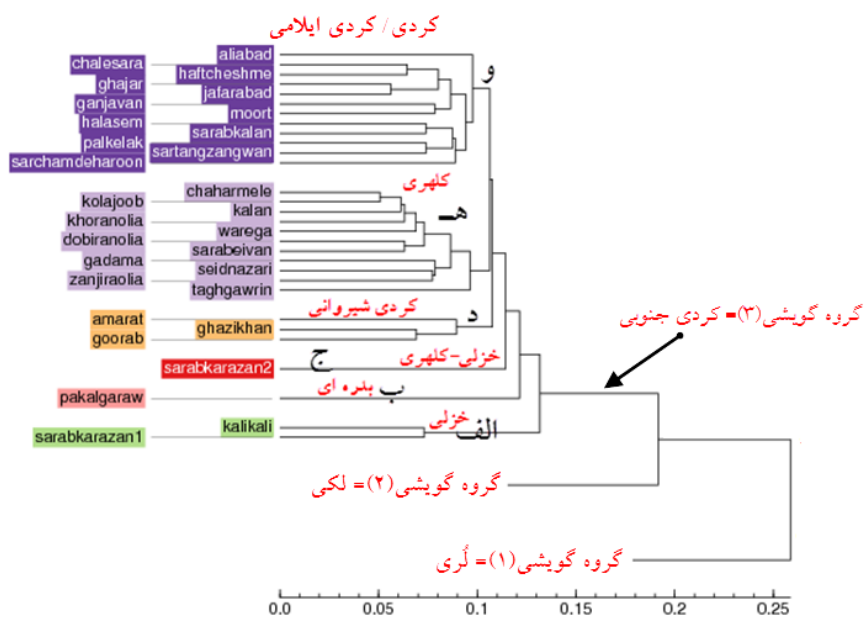 کردی / کردی ایلامی
aliabad
chalesara
haftcheshme
ghajar
jafarabad
ganjavan
moort
halasem
sarabkalan
palkelak
sartangzangwan
sarchamdeharoon
و
کلهری
chaharmele
kolajoob
kalan
khoranolia
warega
dobiranolia
sarabeivan
gadama
seidnazari
zanjiraolia
taghgawrin
هـ
کردی شیروانی
amarat
ghazikhan
goorab
د
خزلی-کلهری
sarabkarazan2
ج
بدره ای
pakalgaraw
ب
خزلی
kalikali
sarabkarazan1
الف
گروه گویشی(۳)= کردی جنوبی
گروه گویشی(۲)= لکی
گروه گویشی(۱)= لُری
0.0 0.05 0.1 0.15 0.2 0.25